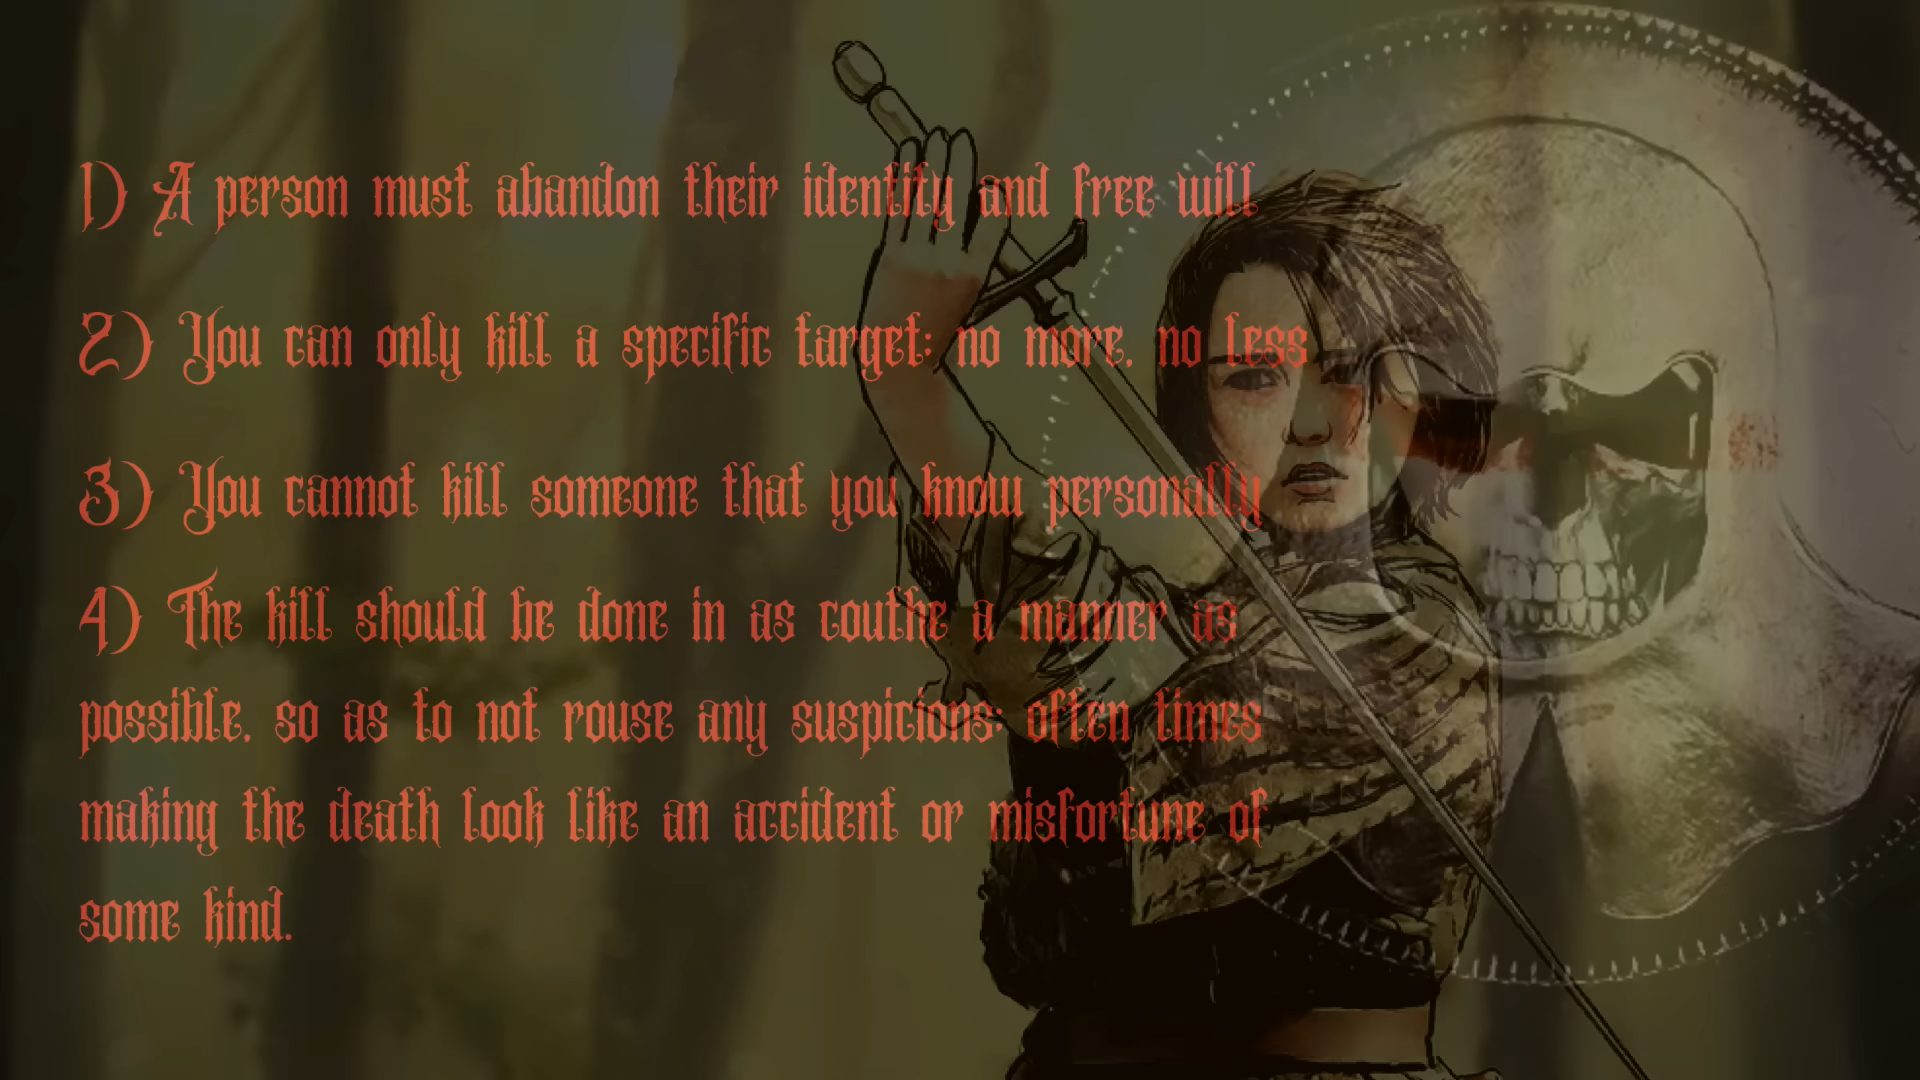 1) A person must abandon their identity and free will
2) You can only kill a specific target; no more, no less
3) You cannot kill someone that you know personally
4) The kill should be done in as couthe a manner as
possible, so as to not rouse any suspicions; often times
making the death look like an accident or misfortune of
some kind.